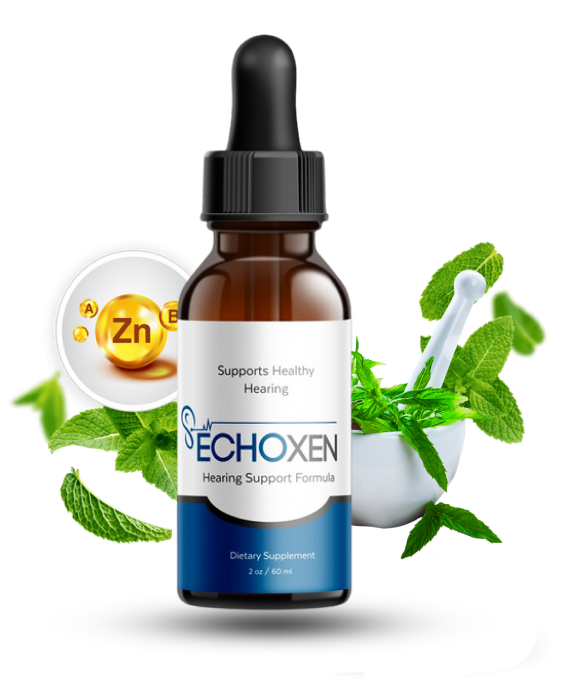 A
Zn
B
Supports Healthy
Hearing
ECHOXEN
Hearing Support Formula
Dietary Supplement
2 oz / 60 ml